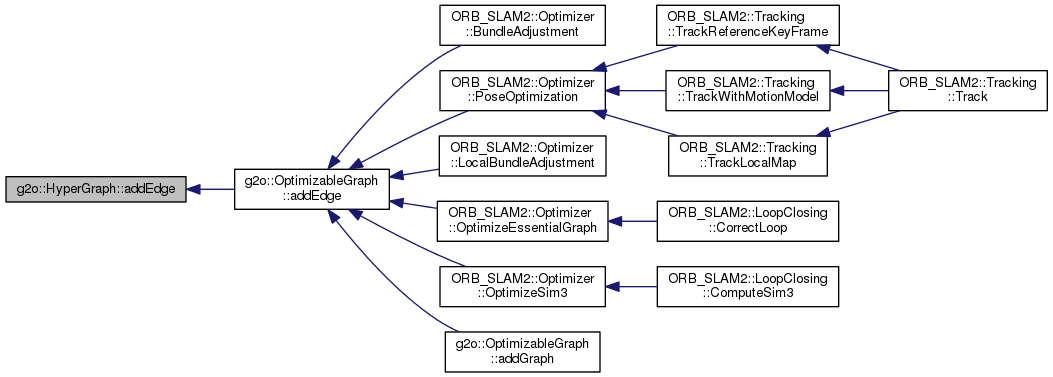 g2o::HyperGraph::addEdge
g2o::OptimizableGraph
::addEdge
ORB_SLAM2::Optimizer
::BundleAdjustment
ORB_SLAM2::Optimizer
::PoseOptimization
ORB_SLAM2::Optimizer
::LocalBundleAdjustment
ORB_SLAM2::Optimizer
::OptimizeEssentialGraph
ORB_SLAM2::Optimizer
::OptimizeSim3
g2o::OptimizableGraph
::addGraph
ORB_SLAM2::Tracking
::TrackReferenceKeyFrame
ORB_SLAM2::Tracking
::TrackWithMotionModel
ORB_SLAM2::Tracking
::TrackLocalMap
ORB_SLAM2::LoopClosing
::CorrectLoop
ORB_SLAM2::LoopClosing
::ComputeSim3
ORB_SLAM2::Tracking
::Track